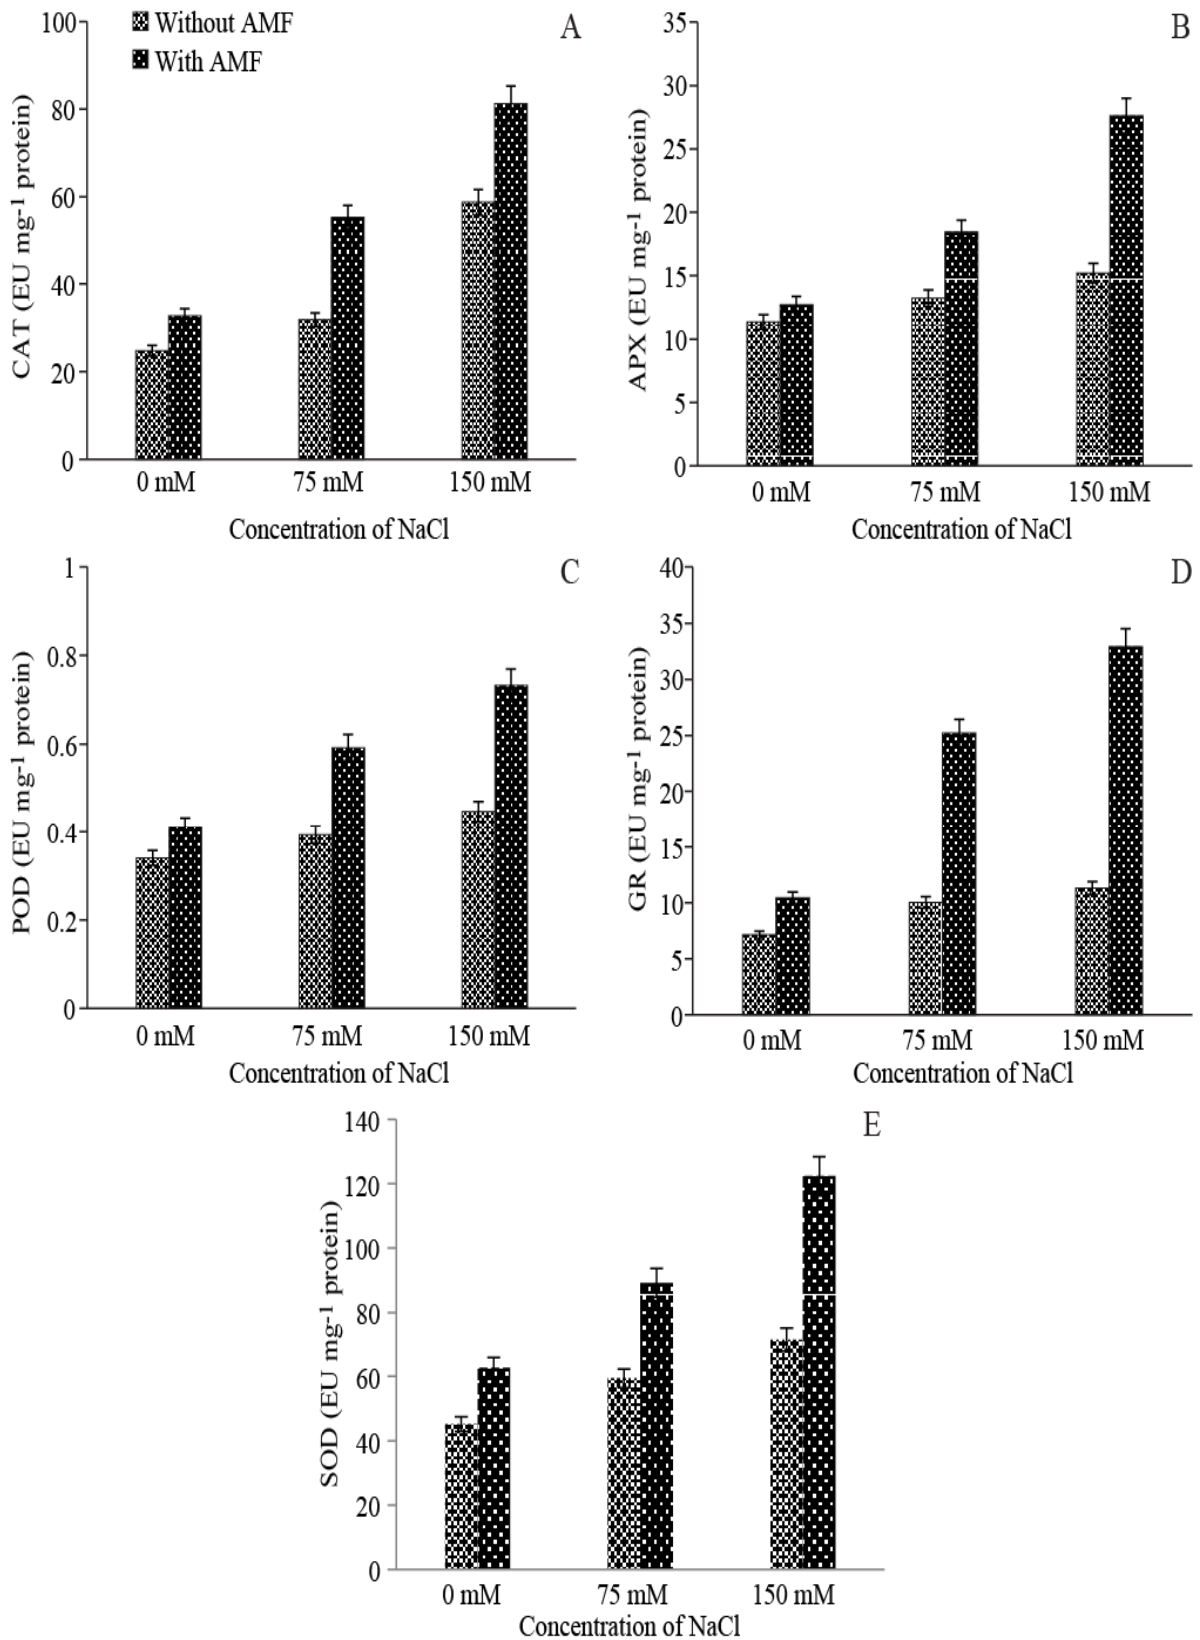 A
Without AMF
With AMF
CAT (EU mg-1 protein)
100
80
60
40
20
0
0 mM 75 mM 150 mM
Concentration of NaCl
B
APX (EU mg-1 protein)
35
30
25
20
15
10
5
0
0 mM 75 mM 150 mM
Concentration of NaCl
C
POD (EU mg-1 protein)
1
0.8
0.6
0.4
0.2
0
0 mM 75 mM 150 mM
Concentration of NaCl
D
GR (EU mg-1 protein)
40
35
30
25
20
15
10
5
0
0 mM 75 mM 150 mM
Concentration of NaCl
E
SOD (EU mg-1 protein)
140
120
100
80
60
40
20
0
0 mM 75 mM 150 mM
Concentration of NaCl